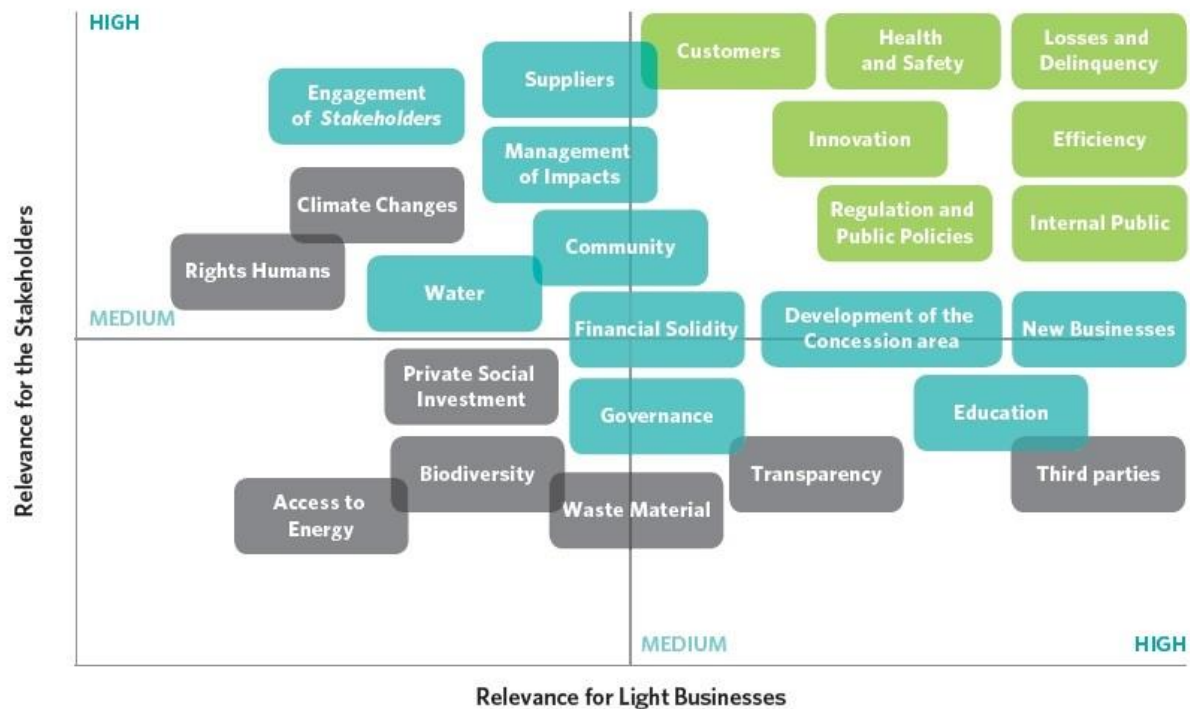 HIGH
Customers
Health
and Safety
Losses and
Delinquency
Suppliers
Engagement
of Stakeholders
Innovation
Efficiency
Management
of Impacts
Climate Changes
Regulation and
Public Policies
Internal Public
Community
Rights Humans
Water
MEDIUM
Financial Solidity
Development of the
Concession area
New Businesses
Private Social
Investment
Governance
Education
Biodiversity
Transparency
Third parties
Access to
Energy
Waste Material
MEDIUM
HIGH
Relevance for the Stakeholders
Relevance for Light Businesses